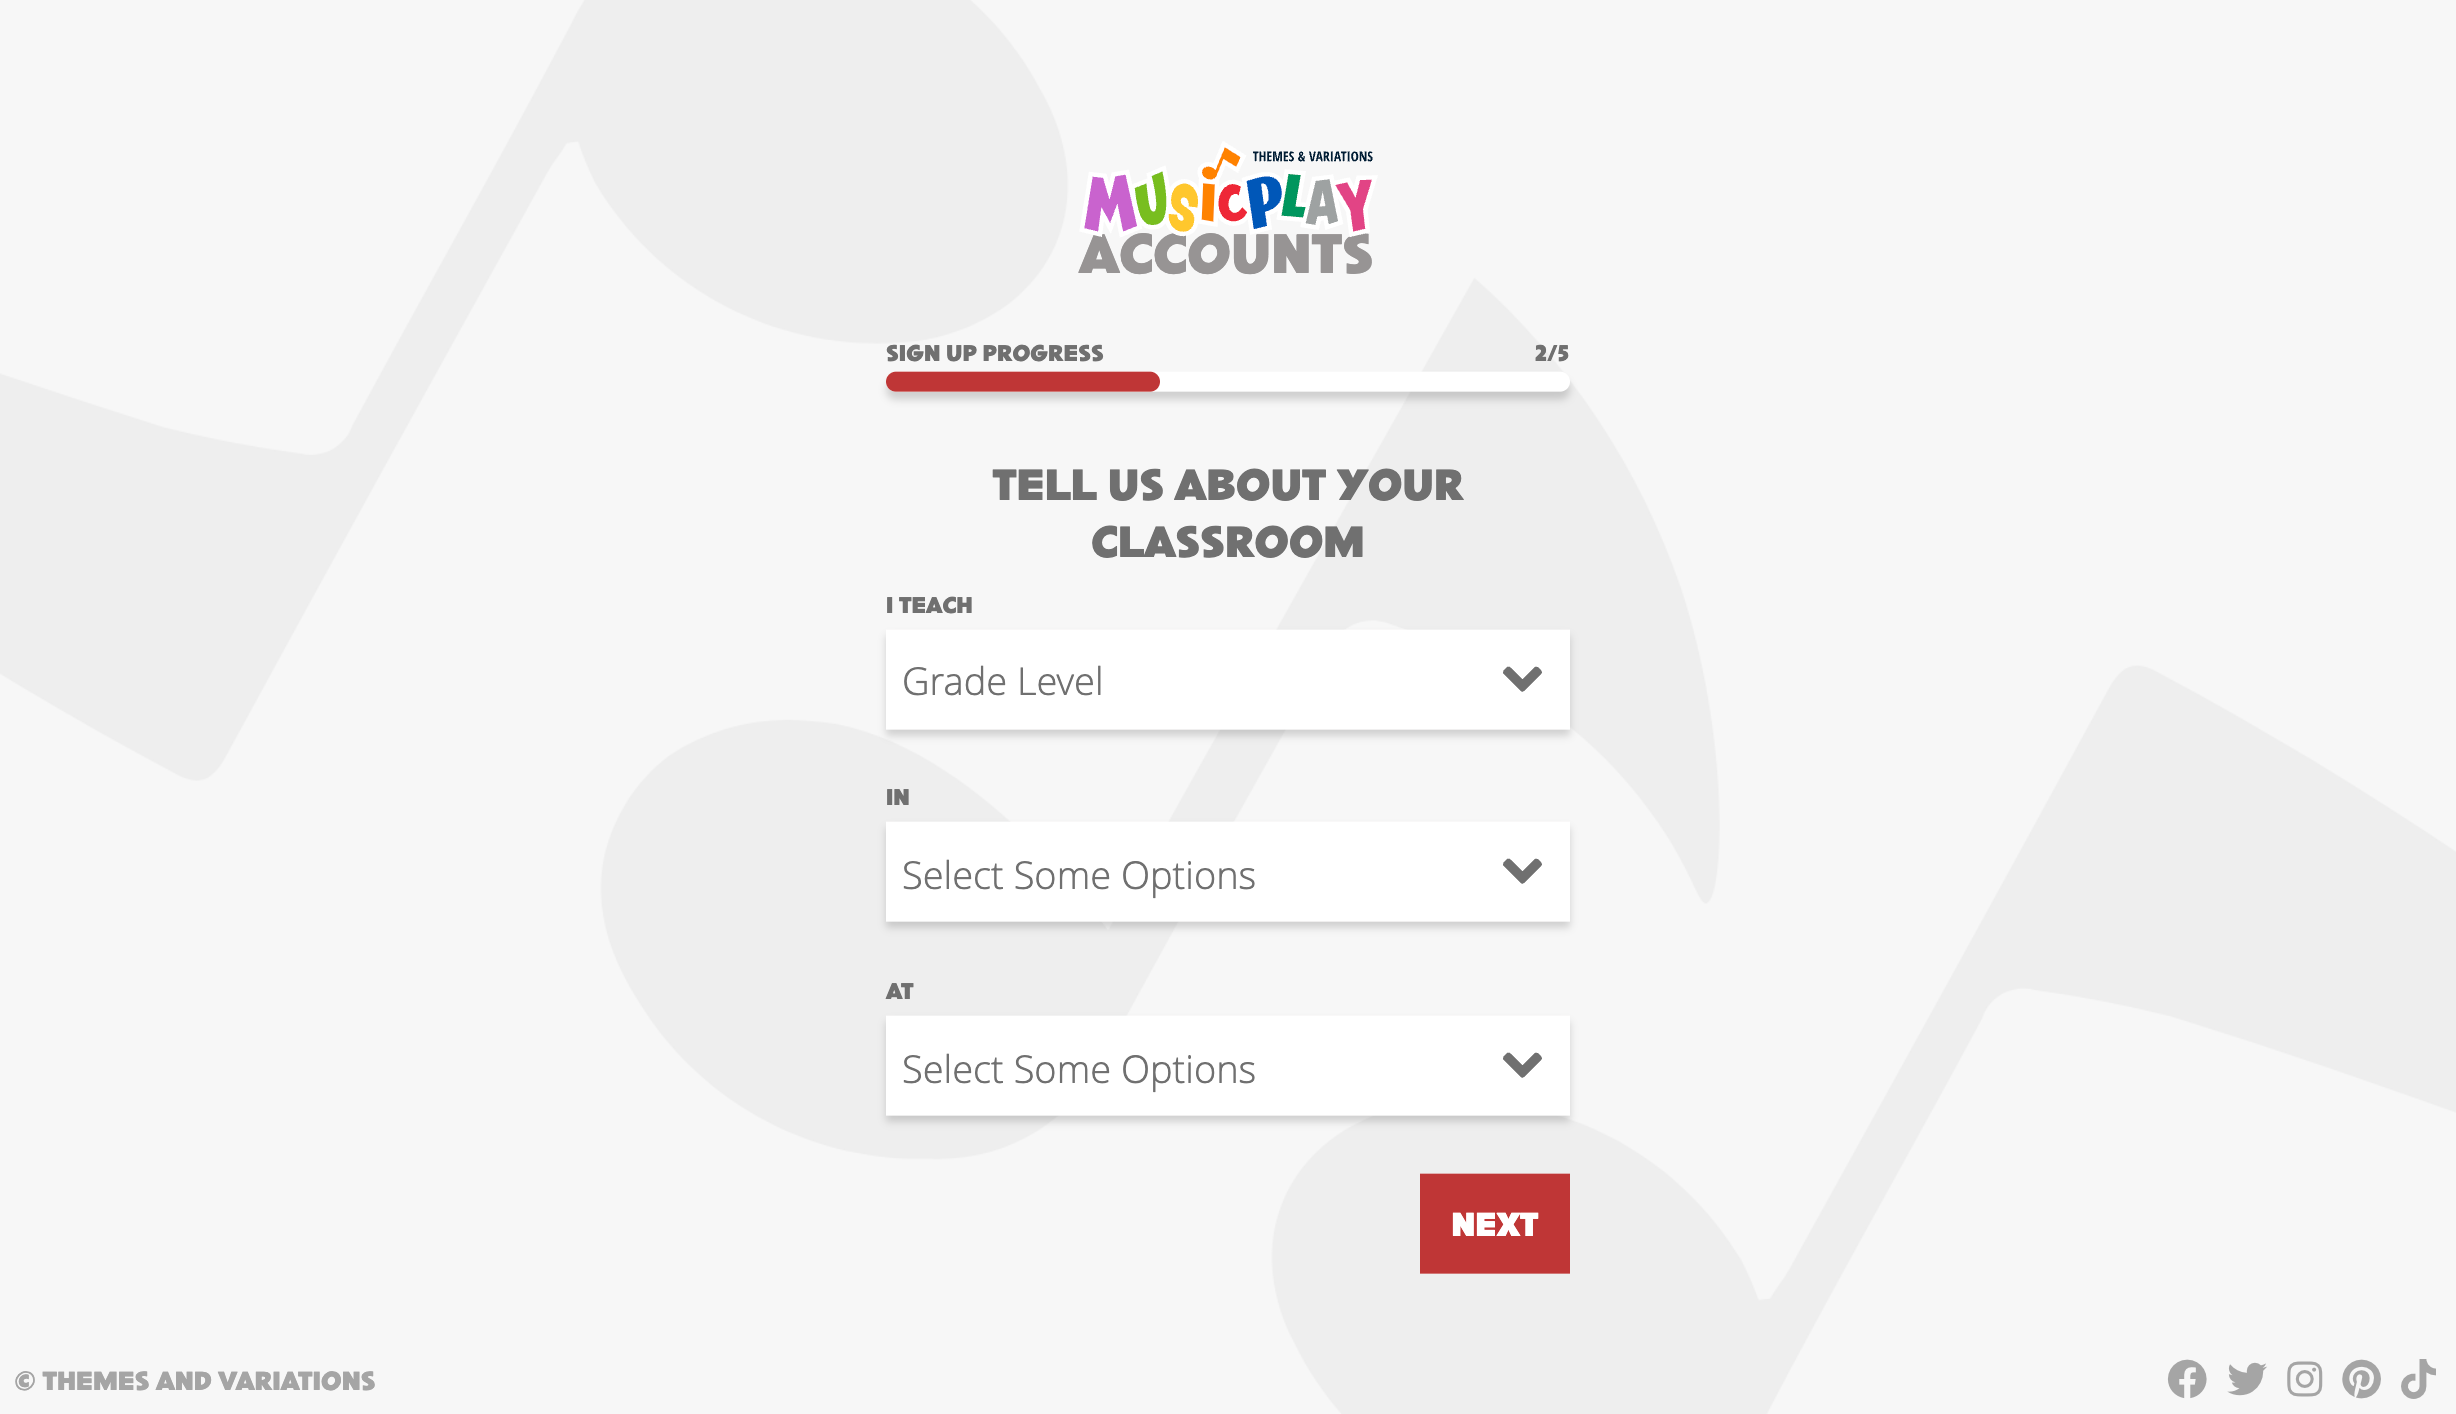 THEMES & VARIATIONS
MUSICPLAY
ACCOUNTS
SIGN UP PROGRESS 2/5
TELL US ABOUT YOUR
CLASSROOM
I TEACH
Grade Level
IN
Select Some Options
AT
Select Some Options
NEXT
© THEMES AND VARIATIONS